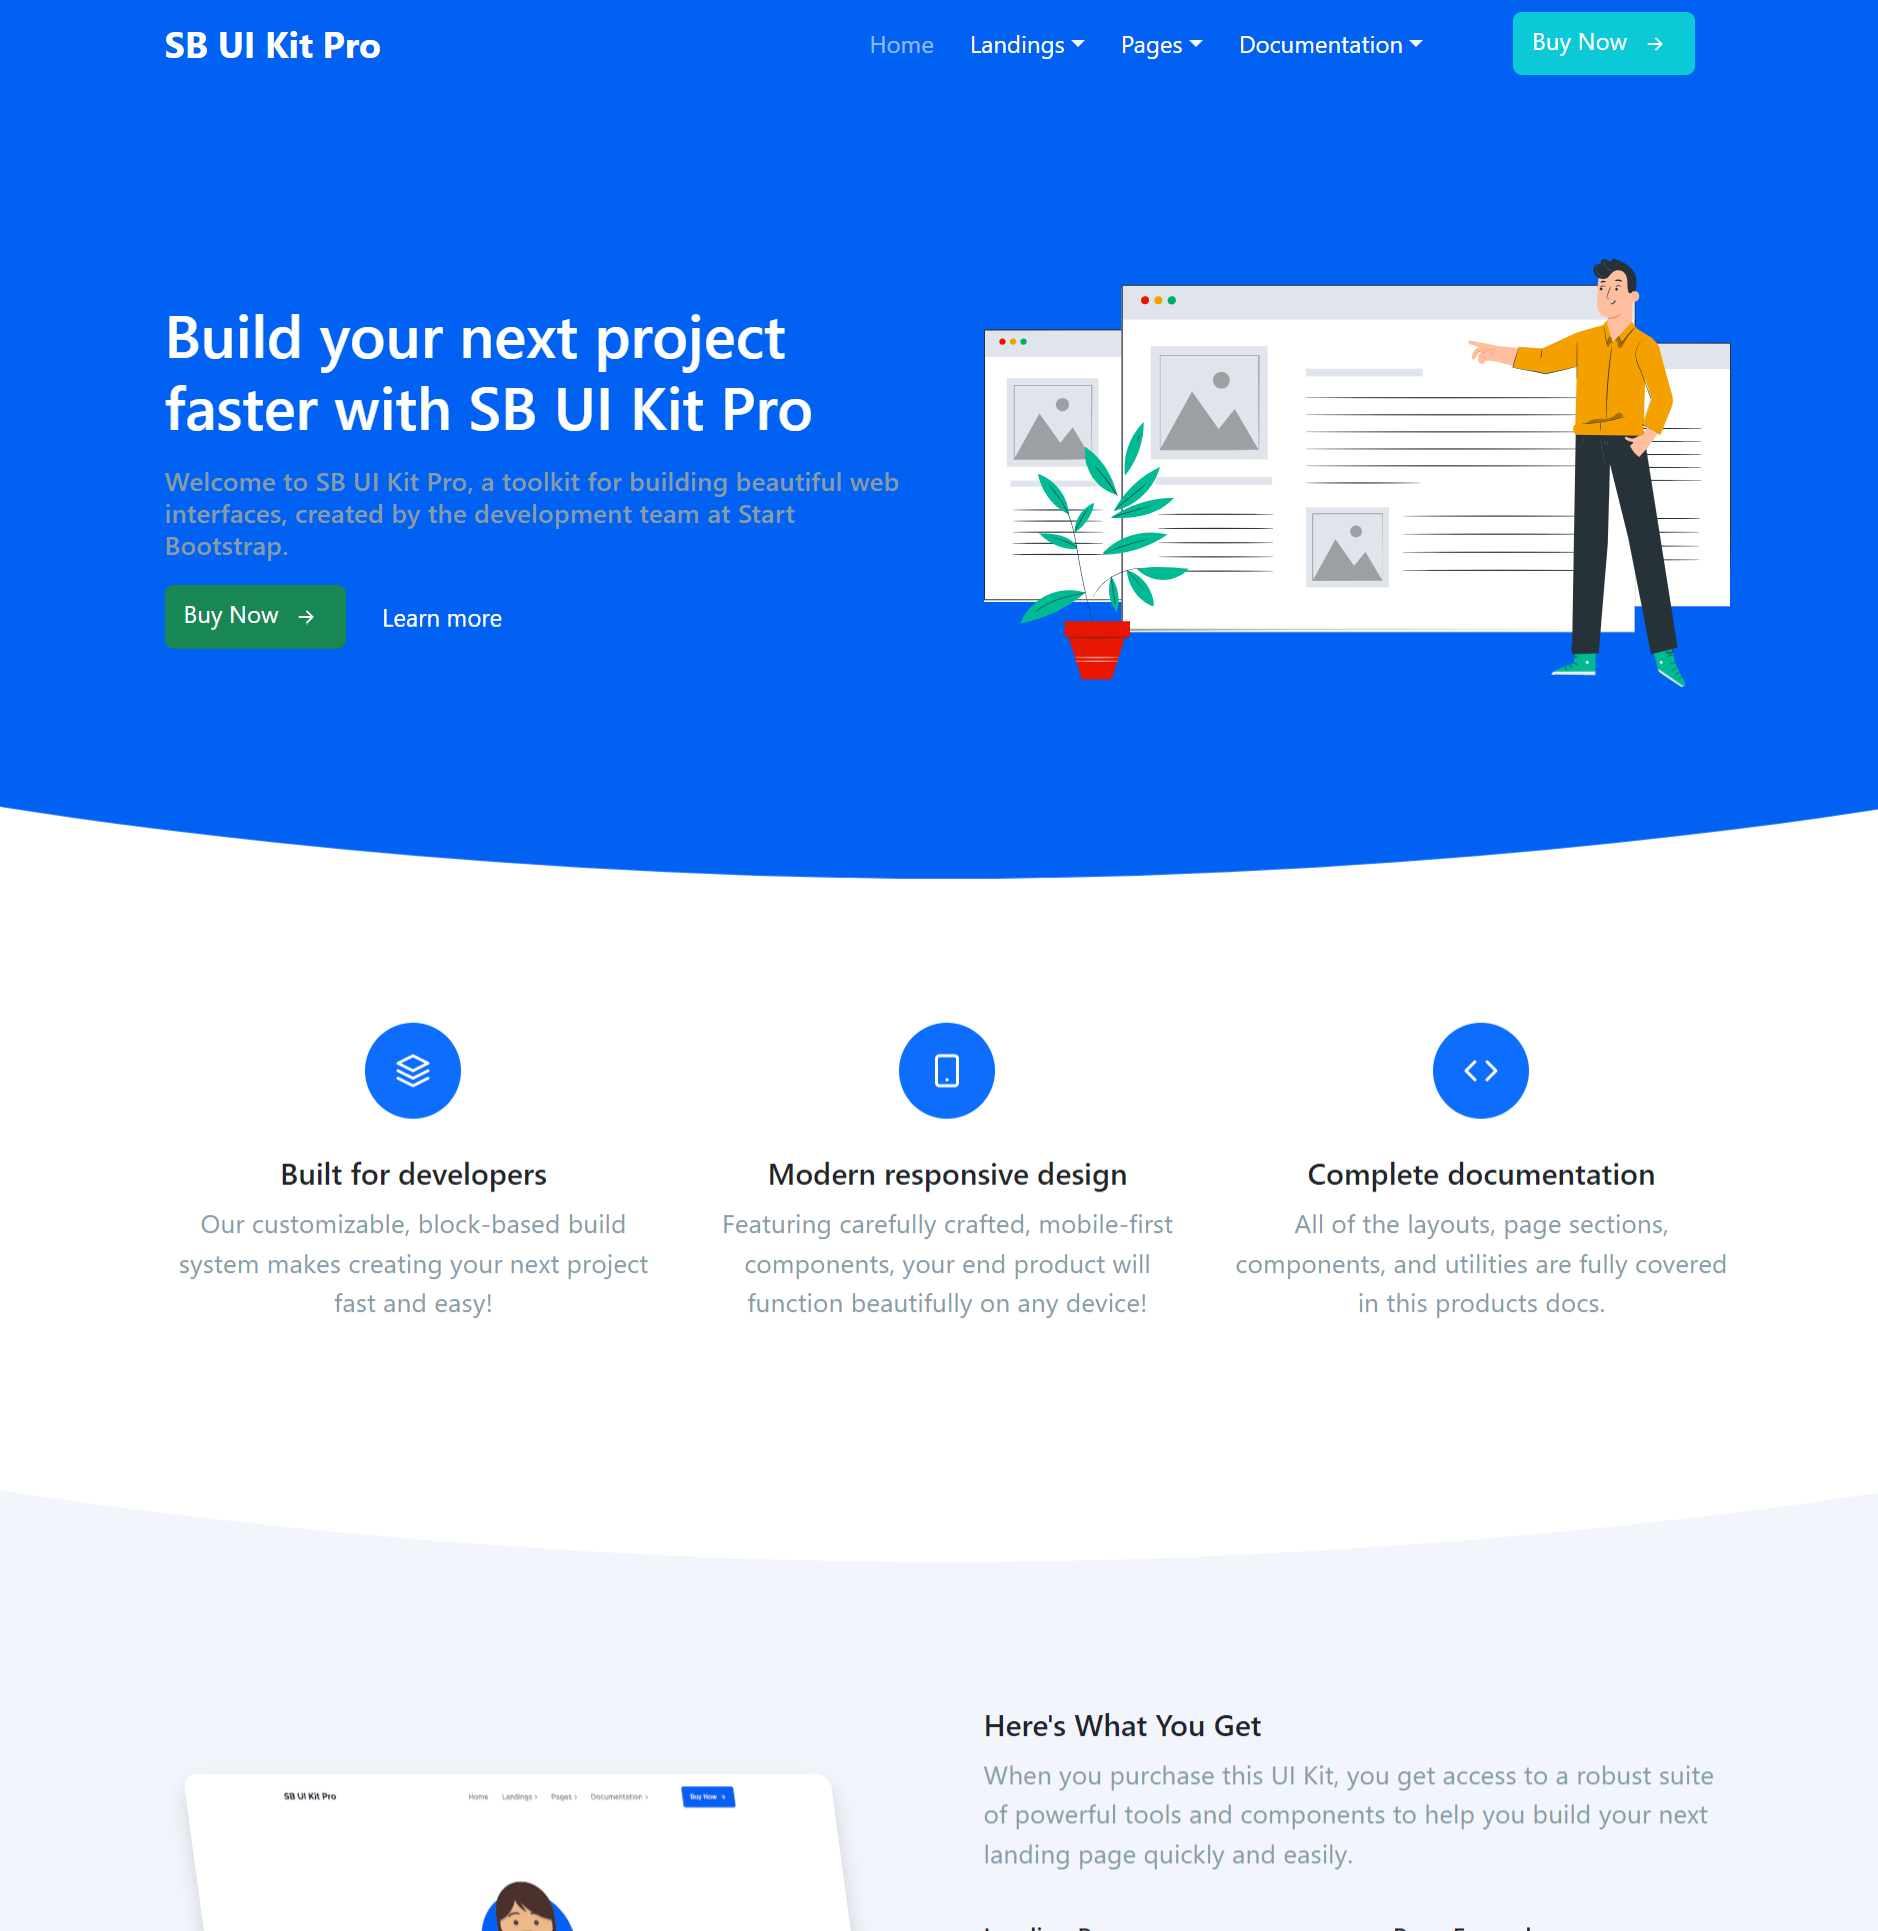 SB UI Kit Pro
Home Landings Pages Documentation Buy Now →
Build your next project
faster with SB UI Kit Pro
Welcome to SB UI Kit Pro, a toolkit for building beautiful web
interfaces, created by the development team at Start
Bootstrap.
Buy Now →
Learn more
Built for developers
Our customizable, block-based build
system makes creating your next project
fast and easy!
Modern responsive design
Featuring carefully crafted, mobile-first
components, your end product will
function beautifully on any device!
Complete documentation
All of the layouts, page sections,
components, and utilities are fully covered
in this products docs.
SB UI Kit Pro
Home Landings › Pages › Documentation › Buy Now →
Here's What You Get
When you purchase this UI Kit, you get access to a robust suite
of powerful tools and components to help you build your next
landing page quickly and easily.